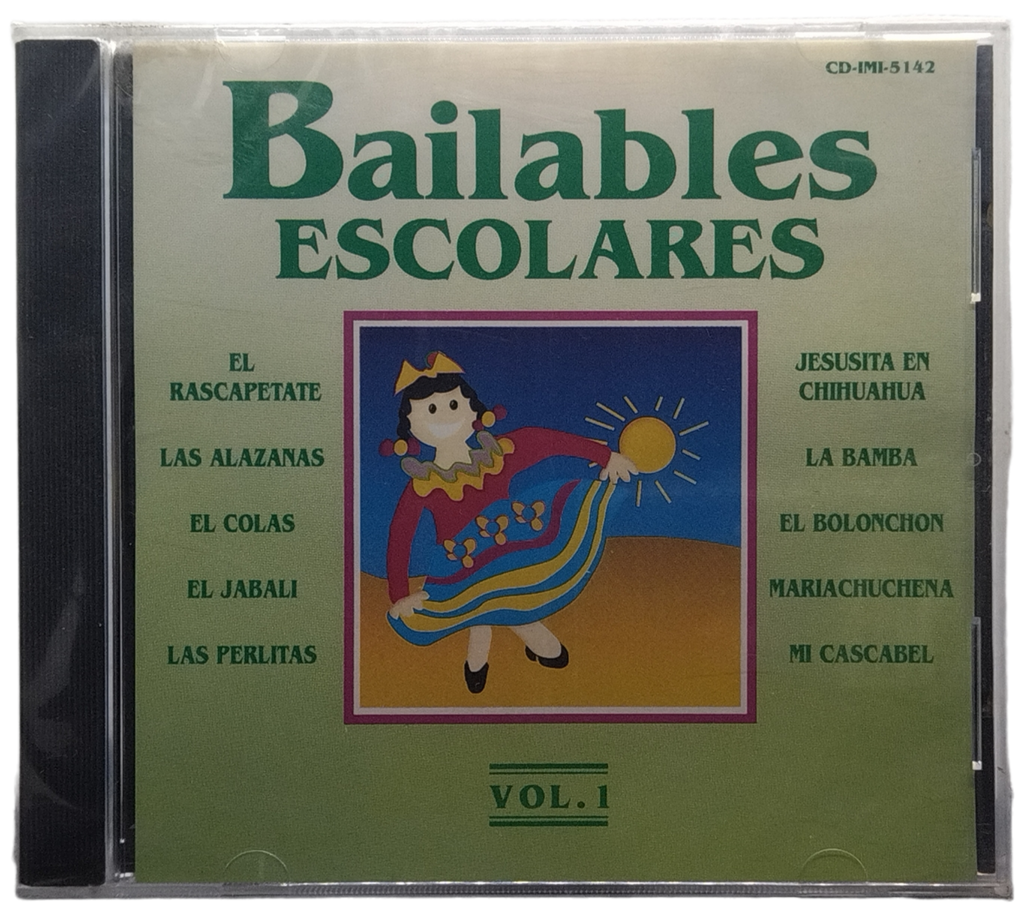 CD-IMI-5142
Bailables
ESCOLARES
EL
RASCAPETATE
LAS ALAZANAS
EL COLAS
EL JABALI
LAS PERLITAS
JESUSITA EN
CHIHUAHUA
LA BAMBA
EL BOLONCHON
MARIACHUCHENA
MI CASCABEL
VOL. 1